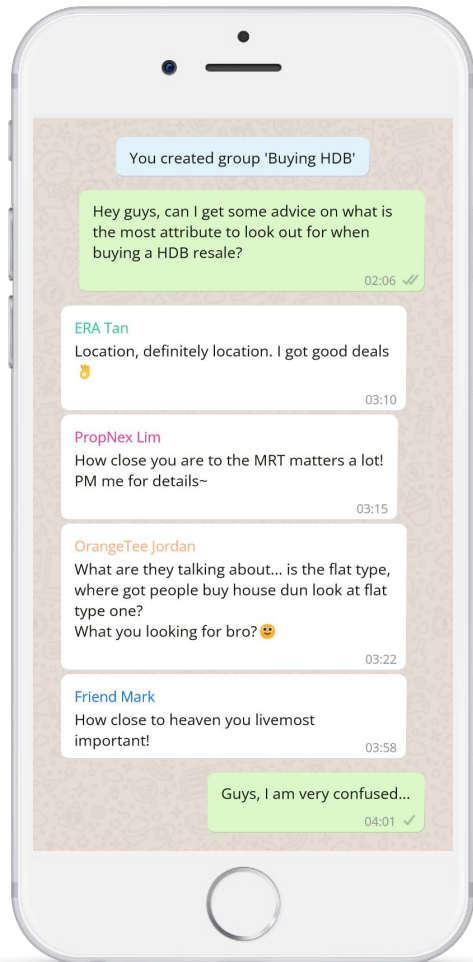 You created group 'Buying HDB'
Hey guys, can I get some advice on what is
the most attribute to look out for when
buying a HDB resale?
02:06
ERA Tan
Location, definitely location. I got good deals
👌
03:10
PropNex Lim
How close you are to the MRT matters a lot!
PM me for details~
03:15
OrangeTee Jordan
What are they talking about... is the flat type,
where got people buy house dun look at flat
type one?
What you looking for bro?🙂
03:22
Friend Mark
How close to heaven you livemost
important!
03:58
Guys, I am very confused...
04:01